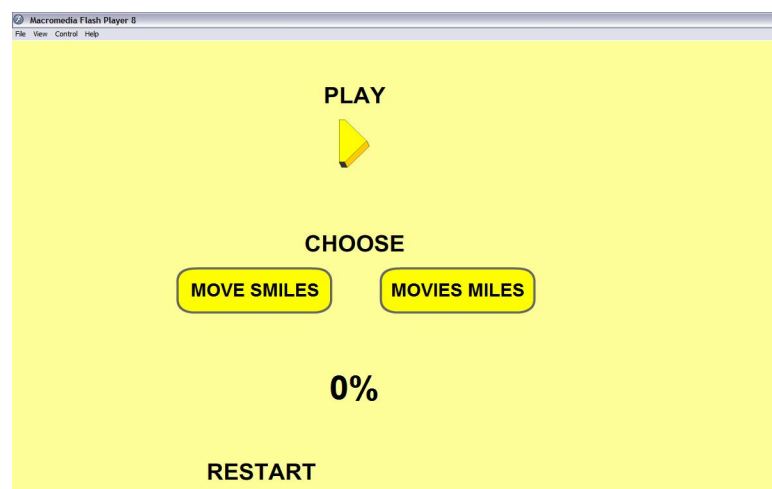 Macromedia Flash Player 8
File View Control Help
PLAY
CHOOSE
MOVE SMILES MOVIES MILES
0%
RESTART